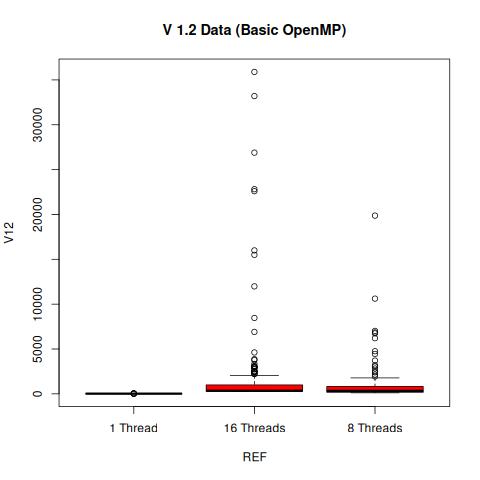 V 1.2 Data (Basic OpenMP)
V12
30000
20000
10000
5000
0
1 Thread
16 Threads
8 Threads
REF